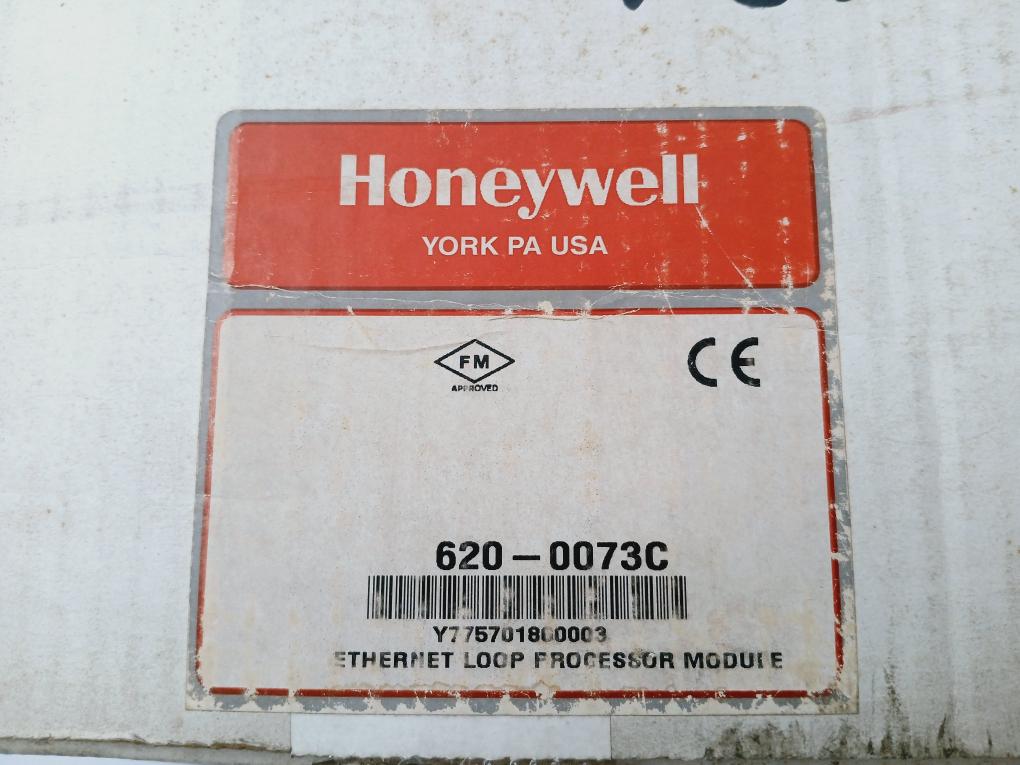 Honeywell
YORK PA USA
FM
APPROVED
CE
620-0073C
Y775701800003
ETHERNET LOOP PROCESSOR MODULE